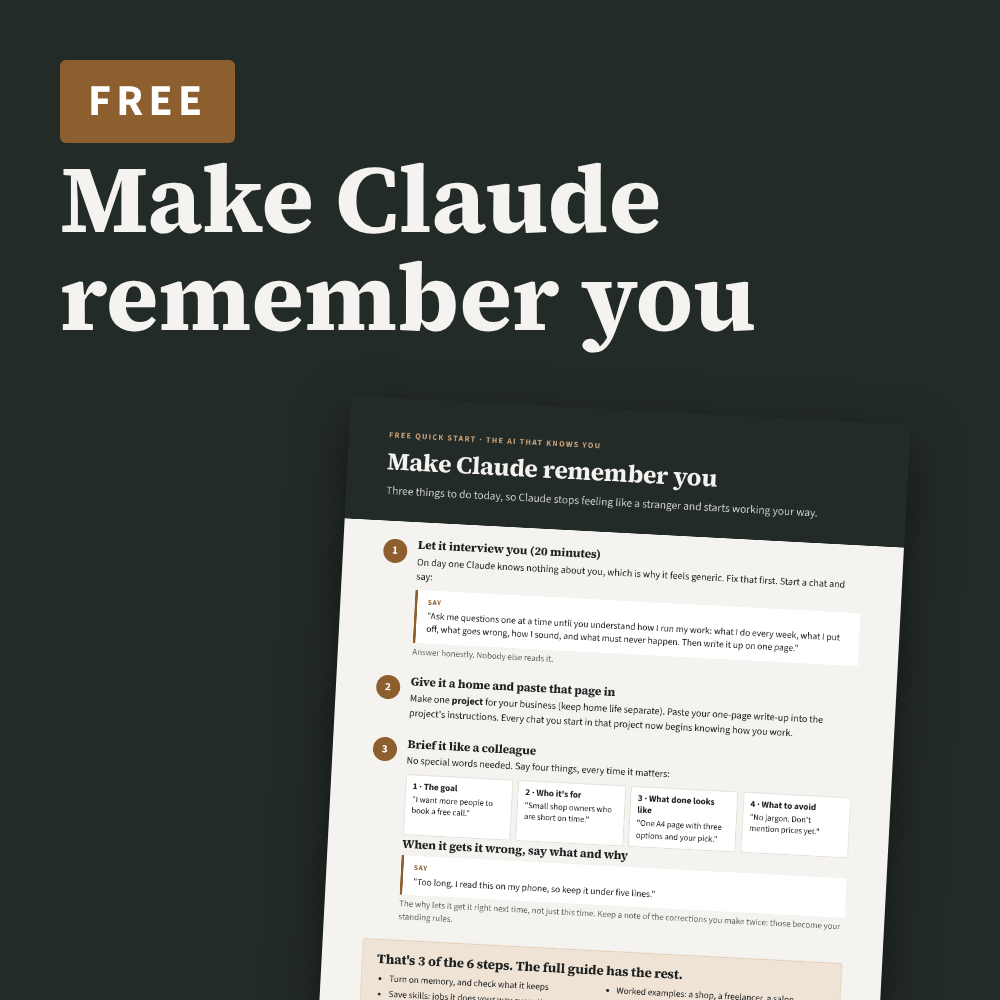 FREE
Make Claude
remember you
FREE QUICK START · THE AI THAT KNOWS YOU
Make Claude remember you
Three things to do today, so Claude stops feeling like a stranger and starts working your way.
1
Let it interview you (20 minutes)
On day one Claude knows nothing about you, which is why it feels generic. Fix that first. Start a chat and
say:
SAY
"Ask me questions one at a time until you understand how I run my work: what I do every week, what I put
off, what goes wrong, how I sound, and what must never happen. Then write it up on one page."
Answer honestly. Nobody else reads it.
2
Give it a home and paste that page in
Make one project for your business (keep home life separate). Paste your one-page write-up into the
project's instructions. Every chat you start in that project now begins knowing how you work.
3
Brief it like a colleague
No special words needed. Say four things, every time it matters:
1 · The goal
"I want more people to
book a free call."
2 · Who it's for
"Small shop owners who
are short on time."
3 · What done looks
like
"One A4 page with three
options and your pick."
4 · What to avoid
"No jargon. Don't
mention prices yet."
When it gets it wrong, say what and why
SAY
"Too long. I read this on my phone, so keep it under five lines."
The why lets it get it right next time, not just this time. Keep a note of the corrections you make twice: those become your
standing rules.
That's 3 of the 6 steps. The full guide has the rest.
• Turn on memory, and check what it keeps
• Save skills: jobs it does your way
• Worked examples: a shop, a freelancer, a salon